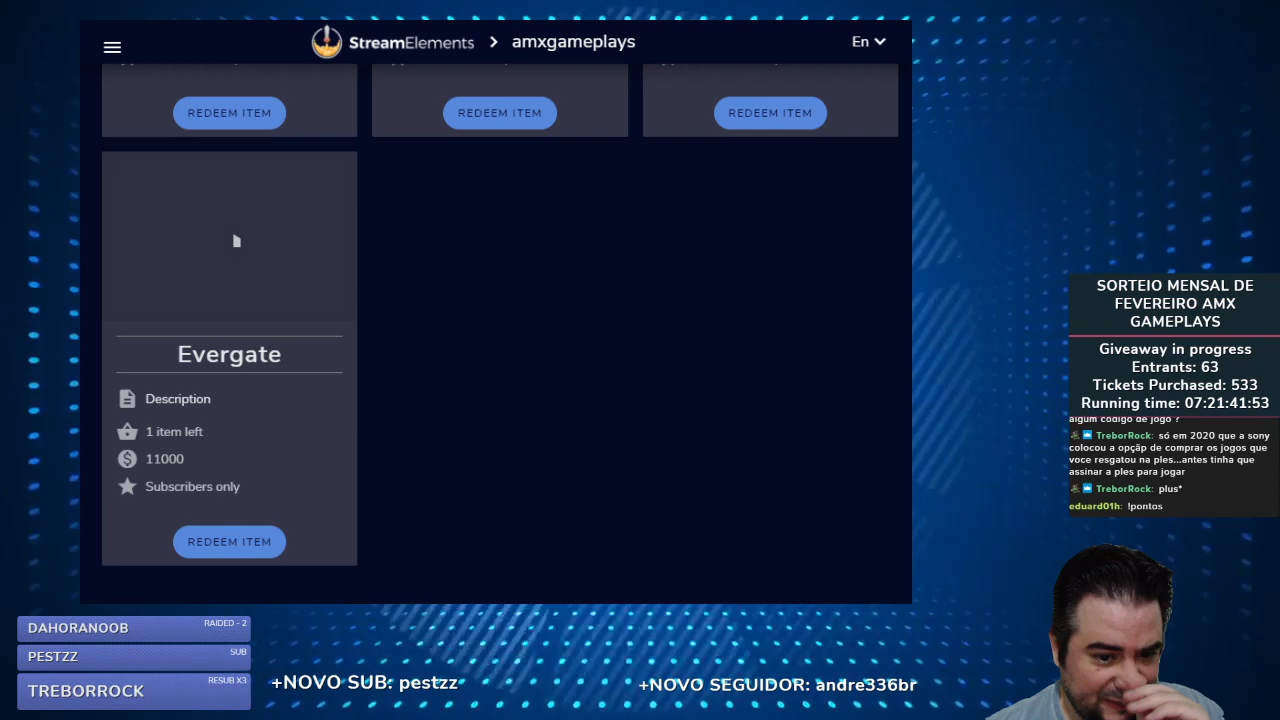 StreamElements > amxgameplays
En
REDEEM ITEM
REDEEM ITEM
REDEEM ITEM
Evergate
Description
1 item left
11000
Subscribers only
REDEEM ITEM
SORTEIO MENSAL DE
FEVEREIRO AMX
GAMEPLAYS
Giveaway in progress
Entrants: 63
Tickets Purchased: 533
Running time: 07:21:41:53
algum codigo de jogo ?
TreborRock: só em 2020 que a sony
colocou a opção de comprar os jogos que
voce resgatou na ples...antes tinha que
assinar a ples para jogar
TreborRock: plus*
eduard01h: !pontos
DAHORANOOB
RAIDED - 2
PESTZZ
SUB
TREBORROCK
RESUB X3
+NOVO SUB: pestzz
+NOVO SEGUIDOR: andre336br